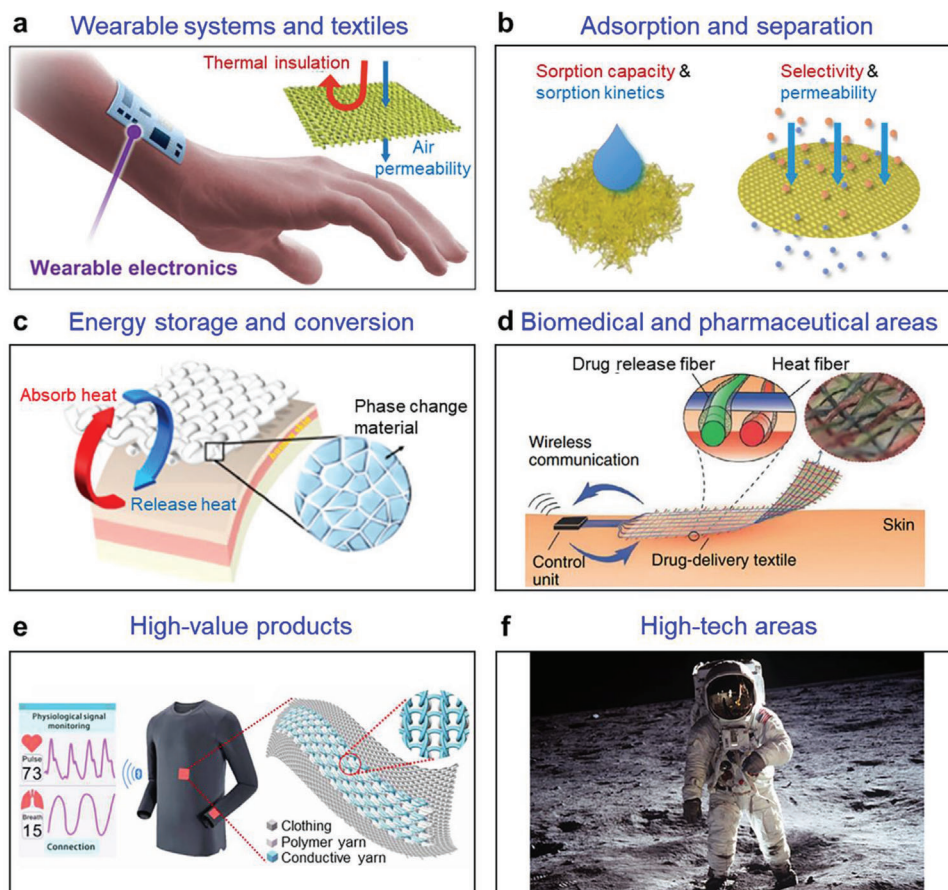 a Wearable systems and textiles
Thermal insulation
Air
permeability
Wearable electronics
b Adsorption and separation
Sorption capacity &
sorption kinetics
Selectivity &
permeability
c Energy storage and conversion
Absorb heat
Release heat
Phase change
material
d Biomedical and pharmaceutical areas
Drug release fiber
Heat fiber
Wireless
communication
Control
unit
Drug-delivery textile
Skin
e High-value products
Physiological signal
monitoring
Pulse
73
Breath
15
Connection
Clothing
Polymer yarn
Conductive yarn
f High-tech areas